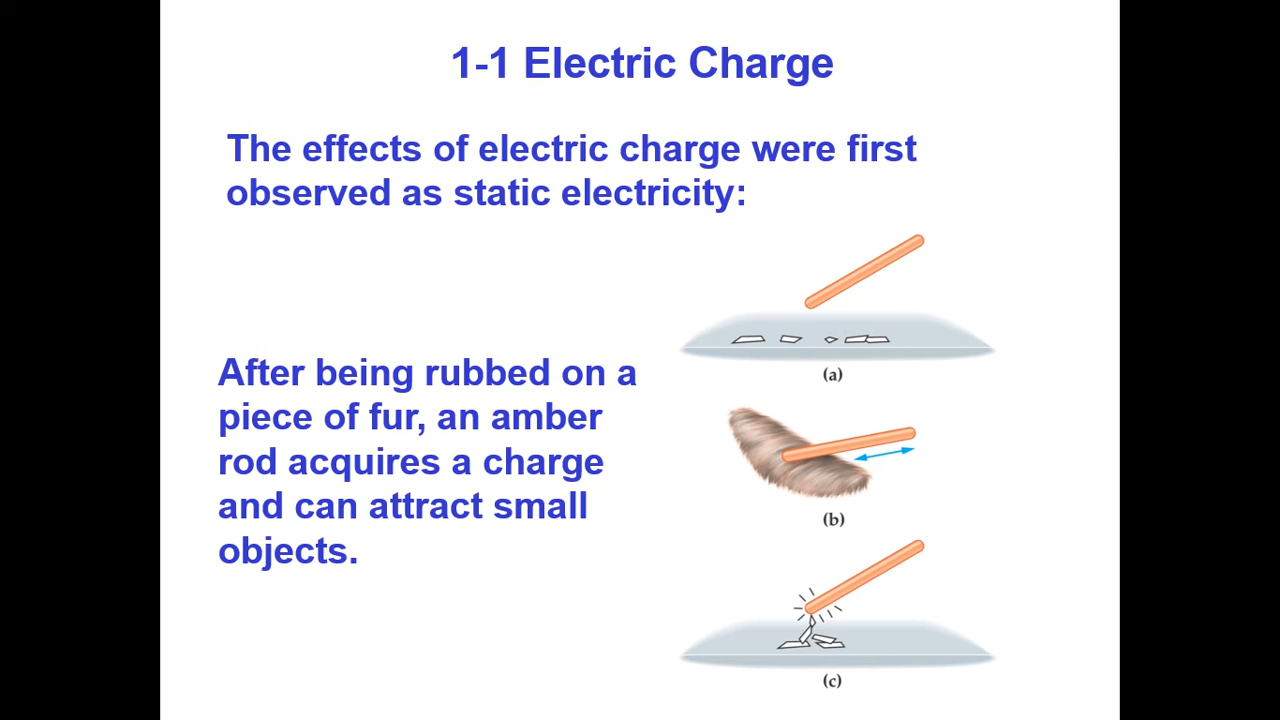 1-1 Electric Charge
The effects of electric charge were first
observed as static electricity:
After being rubbed on a
piece of fur, an amber
rod acquires a charge
and can attract small
objects.
(a)
(b)
(c)